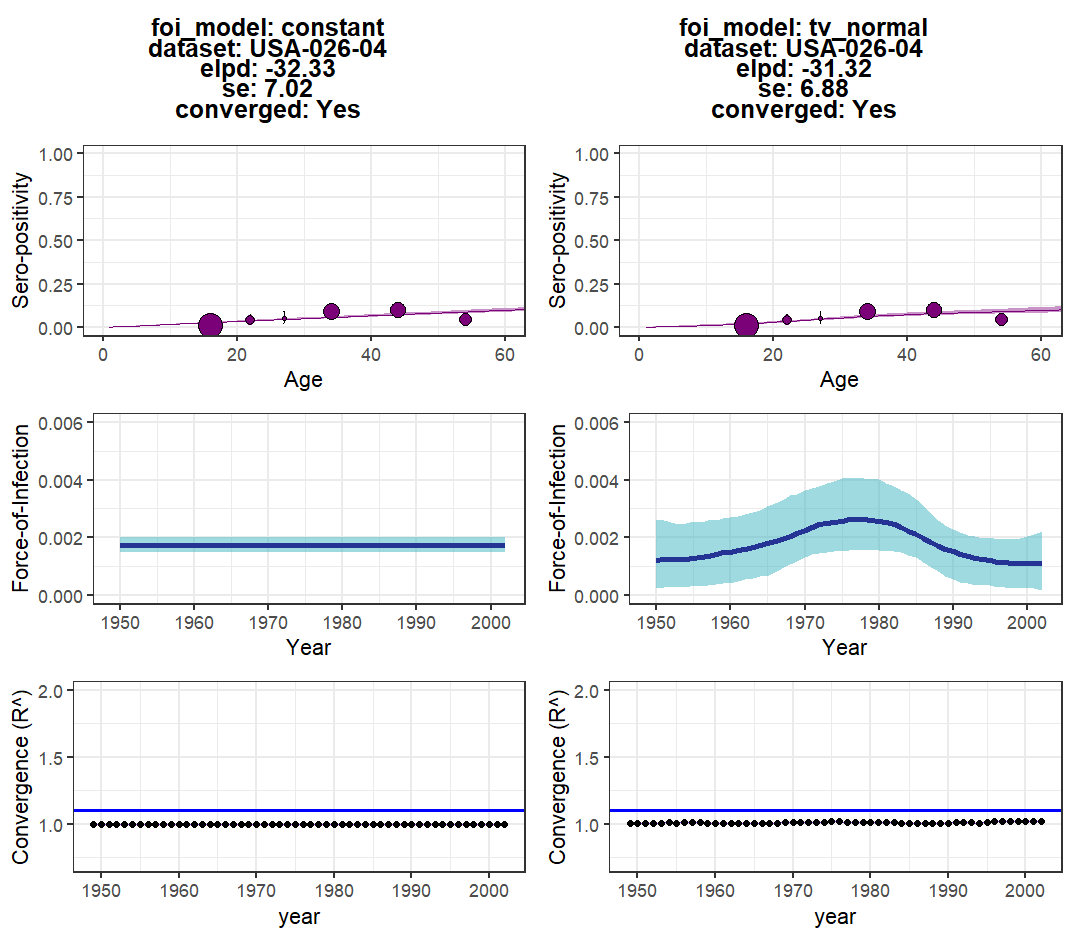 foi_model: constant
dataset: USA-026-04
elpd: -32.33
se: 7.02
converged: Yes
1.00
0.75
0.50
0.25
0.00
Sero-positivity
0 20 40 60
Age
0.006
0.004
0.002
0.000
Force-of-Infection
1950 1960 1970 1980 1990 2000
Year
2.0
1.5
1.0
Convergence (R^)
1950 1960 1970 1980 1990 2000
year
foi_model: tv_normal
dataset: USA-026-04
elpd: -31.32
se: 6.88
converged: Yes
1.00
0.75
0.50
0.25
0.00
Sero-positivity
0 20 40 60
Age
0.006
0.004
0.002
0.000
Force-of-Infection
1950 1960 1970 1980 1990 2000
Year
2.0
1.5
1.0
Convergence (R^)
1950 1960 1970 1980 1990 2000
year